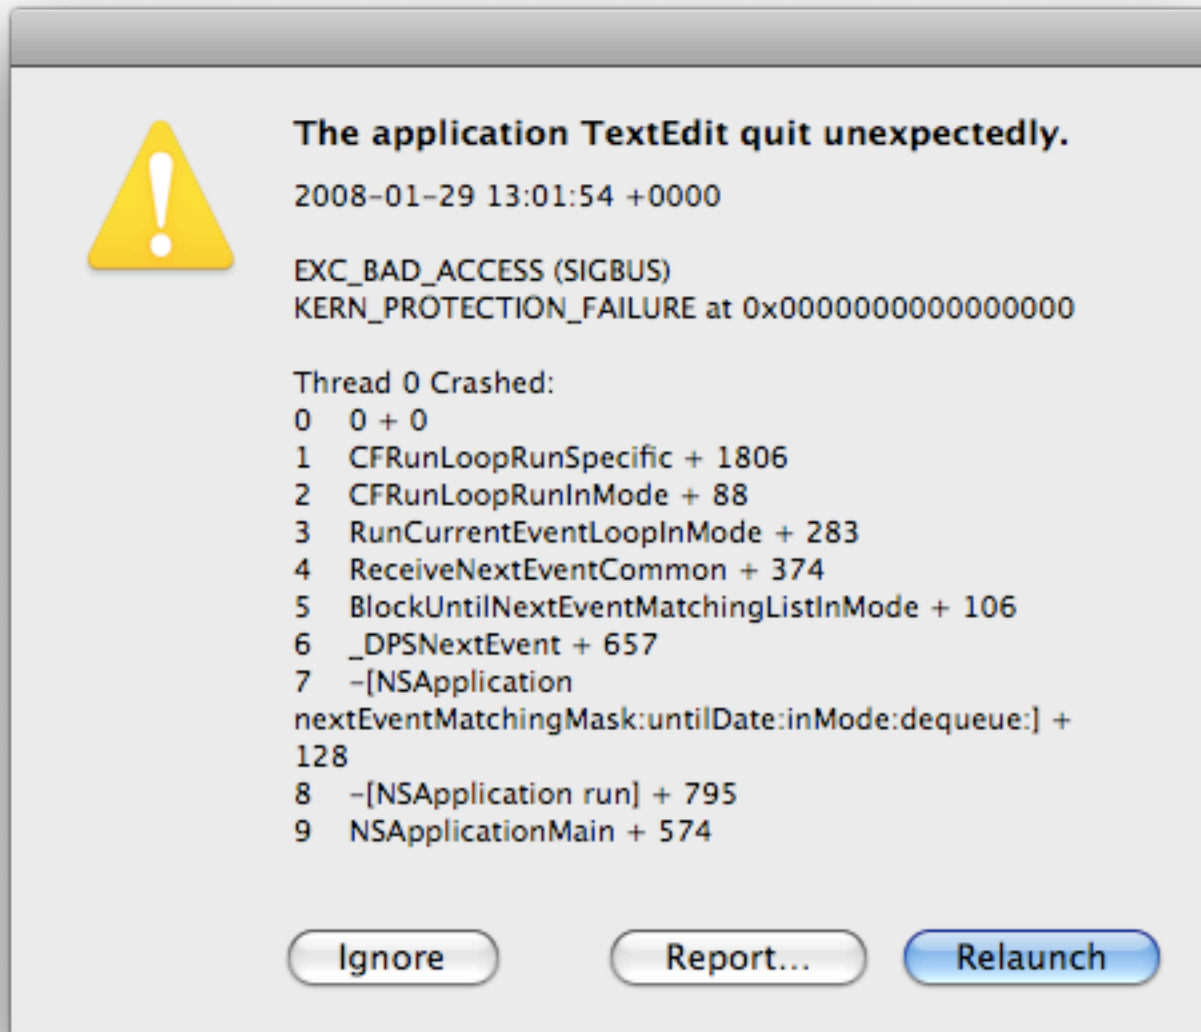 The application TextEdit quit unexpectedly.
2008-01-29 13:01:54 +0000
EXC_BAD_ACCESS (SIGBUS)
KERN_PROTECTION_FAILURE at 0x0000000000000000
Thread 0 Crashed:
0 0 + 0
1 CFRunLoopRunSpecific + 1806
2 CFRunLoopRunInMode + 88
3 RunCurrentEventLoopInMode + 283
4 ReceiveNextEventCommon + 374
5 BlockUntilNextEventMatchingListInMode + 106
6 _DPSNextEvent + 657
7 -[NSApplication
nextEventMatchingMask:untilDate:inMode:dequeue:] +
128
8 -[NSApplication run] + 795
9 NSApplicationMain + 574
Ignore Report... Relaunch